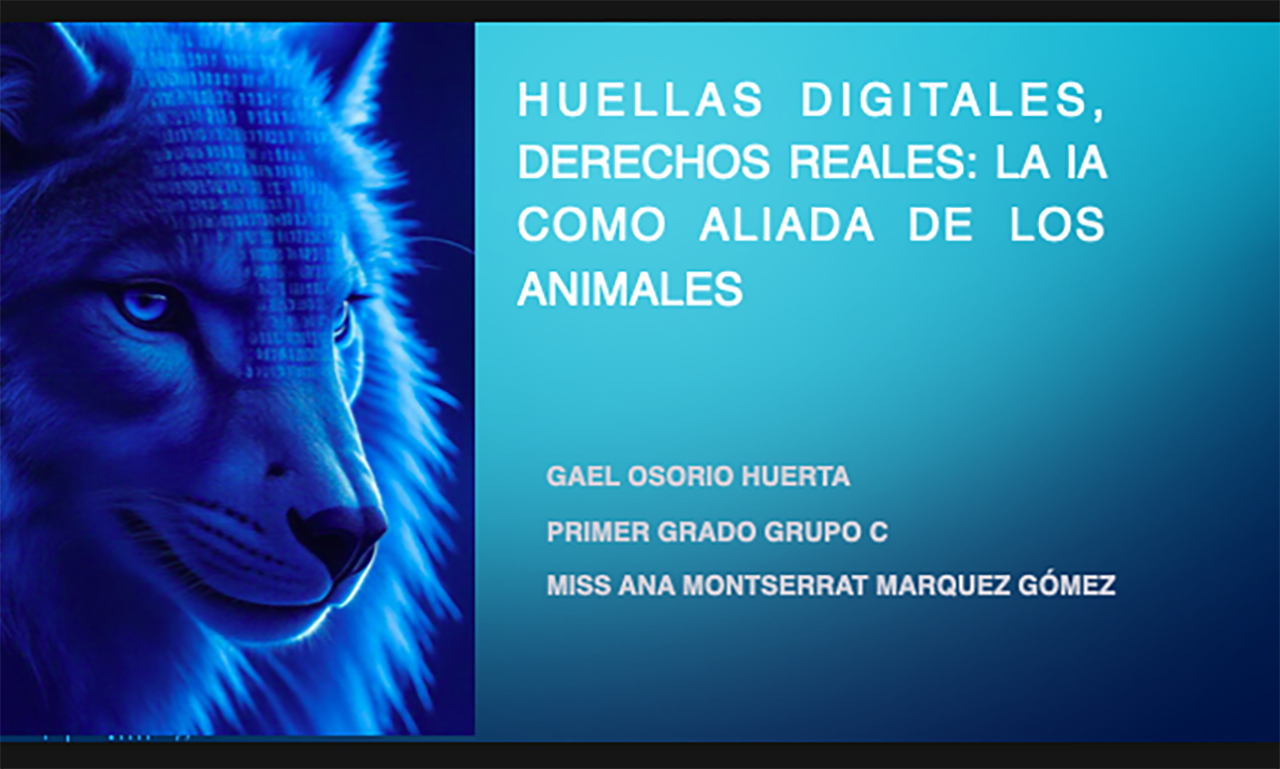 HUELLAS DIGITALES,
DERECHOS REALES: LA IA
COMO ALIADA DE LOS
ANIMALES
GAEL OSORIO HUERTA
PRIMER GRADO GRUPO C
MISS ANA MONTSERRAT MARQUEZ GÓMEZ